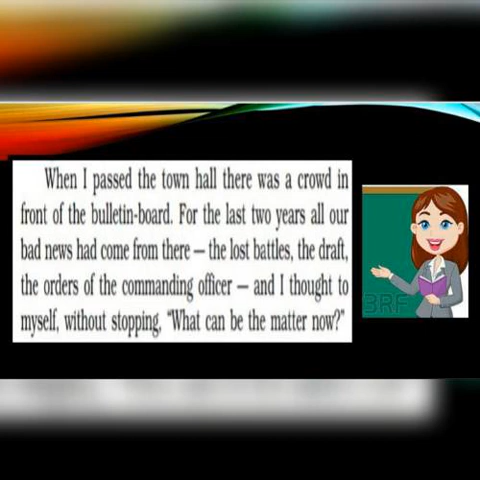 When I passed the town hall there was a crowd in
front of the bulletin-board. For the last two years all our
bad news had come from there — the lost battles, the draft,
the orders of the commanding officer — and I thought to
myself, without stopping, “What can be the matter now?”
BRF